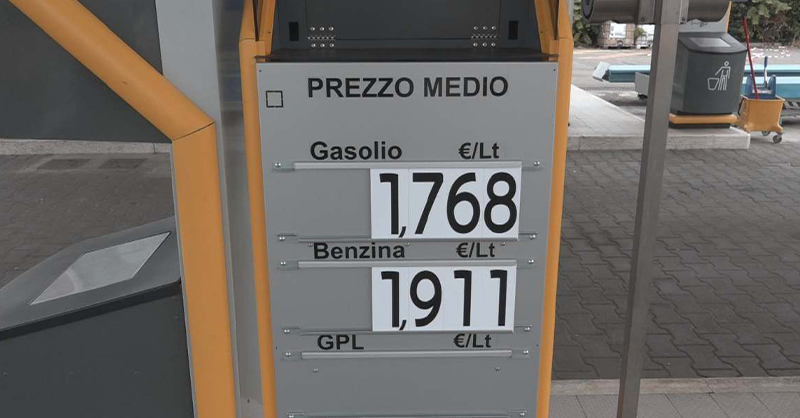 PREZZO MEDIO
Gasolio €/Lt
1,768
Benzina €/Lt
1,911
GPL €/Lt